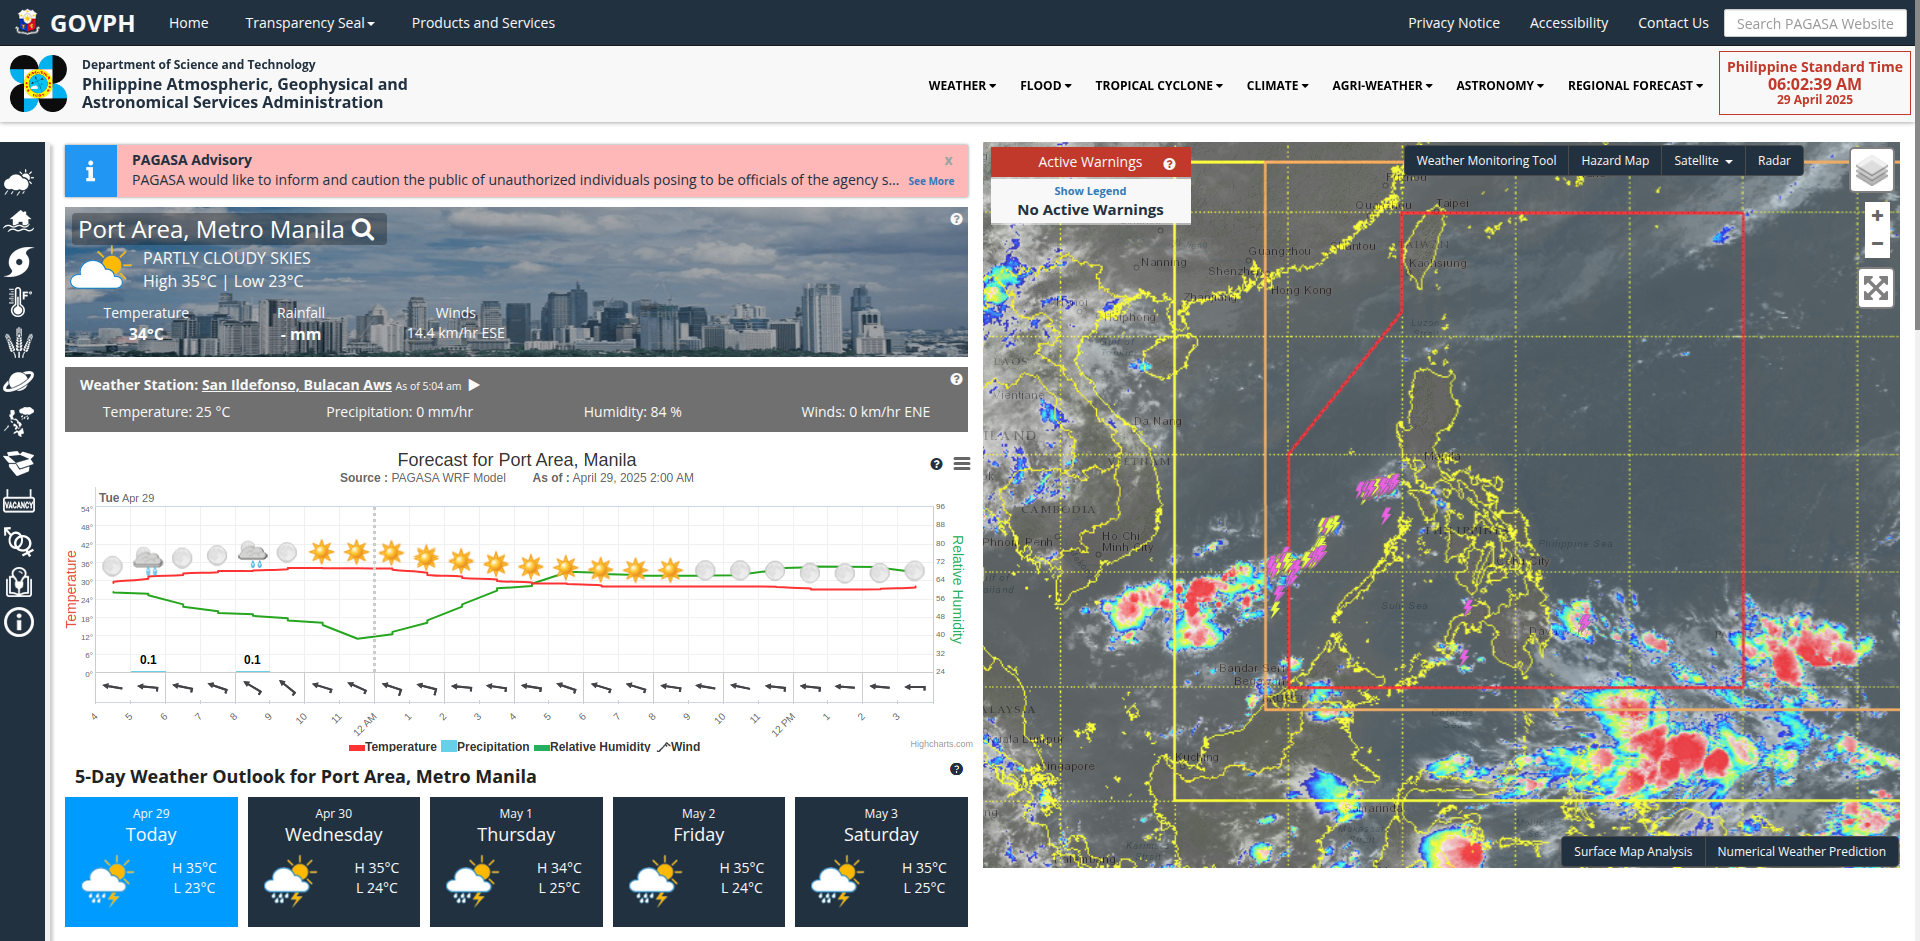 GOVPH Home Transparency Seal Products and Services Privacy Notice Accessibility Contact Us Search PAGASA Website
Department of Science and Technology
Philippine Atmospheric, Geophysical and
Astronomical Services Administration
WEATHER FLOOD TROPICAL CYCLONE CLIMATE AGRI-WEATHER ASTRONOMY REGIONAL FORECAST
Philippine Standard Time
06:02:39 AM
29 April 2025
VACANCY
PAGASA Advisory x
PAGASA would like to inform and caution the public of unauthorized individuals posing to be officials of the agency s... See More
Port Area, Metro Manila
PARTLY CLOUDY SKIES
High 35°C | Low 23°C
Temperature Rainfall Winds
34°C - mm 14.4 km/hr ESE
Weather Station: San Ildefonso, Bulacan Aws As of 5:04 am
Temperature: 25 °C Precipitation: 0 mm/hr Humidity: 84 % Winds: 0 km/hr ENE
Forecast for Port Area, Manila
Source : PAGASA WRF Model As of : April 29, 2025 2:00 AM
Tue Apr 29
54°
48°
42°
36°
30°
24°
18°
12°
6°
0°
Temperature
96
88
80
72
64
56
48
40
32
24
Relative Humidity
0.1 0.1
4 5 6 7 8 9 10 11 12 AM 1 2 3 4 5 6 7 8 9 10 11 12 PM 1 2 3
Temperature Precipitation Relative Humidity Wind
Highcharts.com
5-Day Weather Outlook for Port Area, Metro Manila
Apr 29
Today
H 35°C
L 23°C
Apr 30
Wednesday
H 35°C
L 24°C
May 1
Thursday
H 34°C
L 25°C
May 2
Friday
H 35°C
L 24°C
May 3
Saturday
H 35°C
L 25°C
Active Warnings
Show Legend
No Active Warnings
Weather Monitoring Tool Hazard Map Satellite Radar
+
−
Taipei
Guangzhou
Nanning
Shenzhen
Kaohsiung
Hong Kong
Haiphong
Luzon
LAOS
Vientiane
Da Nang
VIETNAM
Manila
CAMBODIA
Phnom Penh
Ho Chi
Minh City
Philippine Sea
Sulu Sea
Bandar Seri
Begawan
Kuching
Singapore
Surface Map Analysis Numerical Weather Prediction